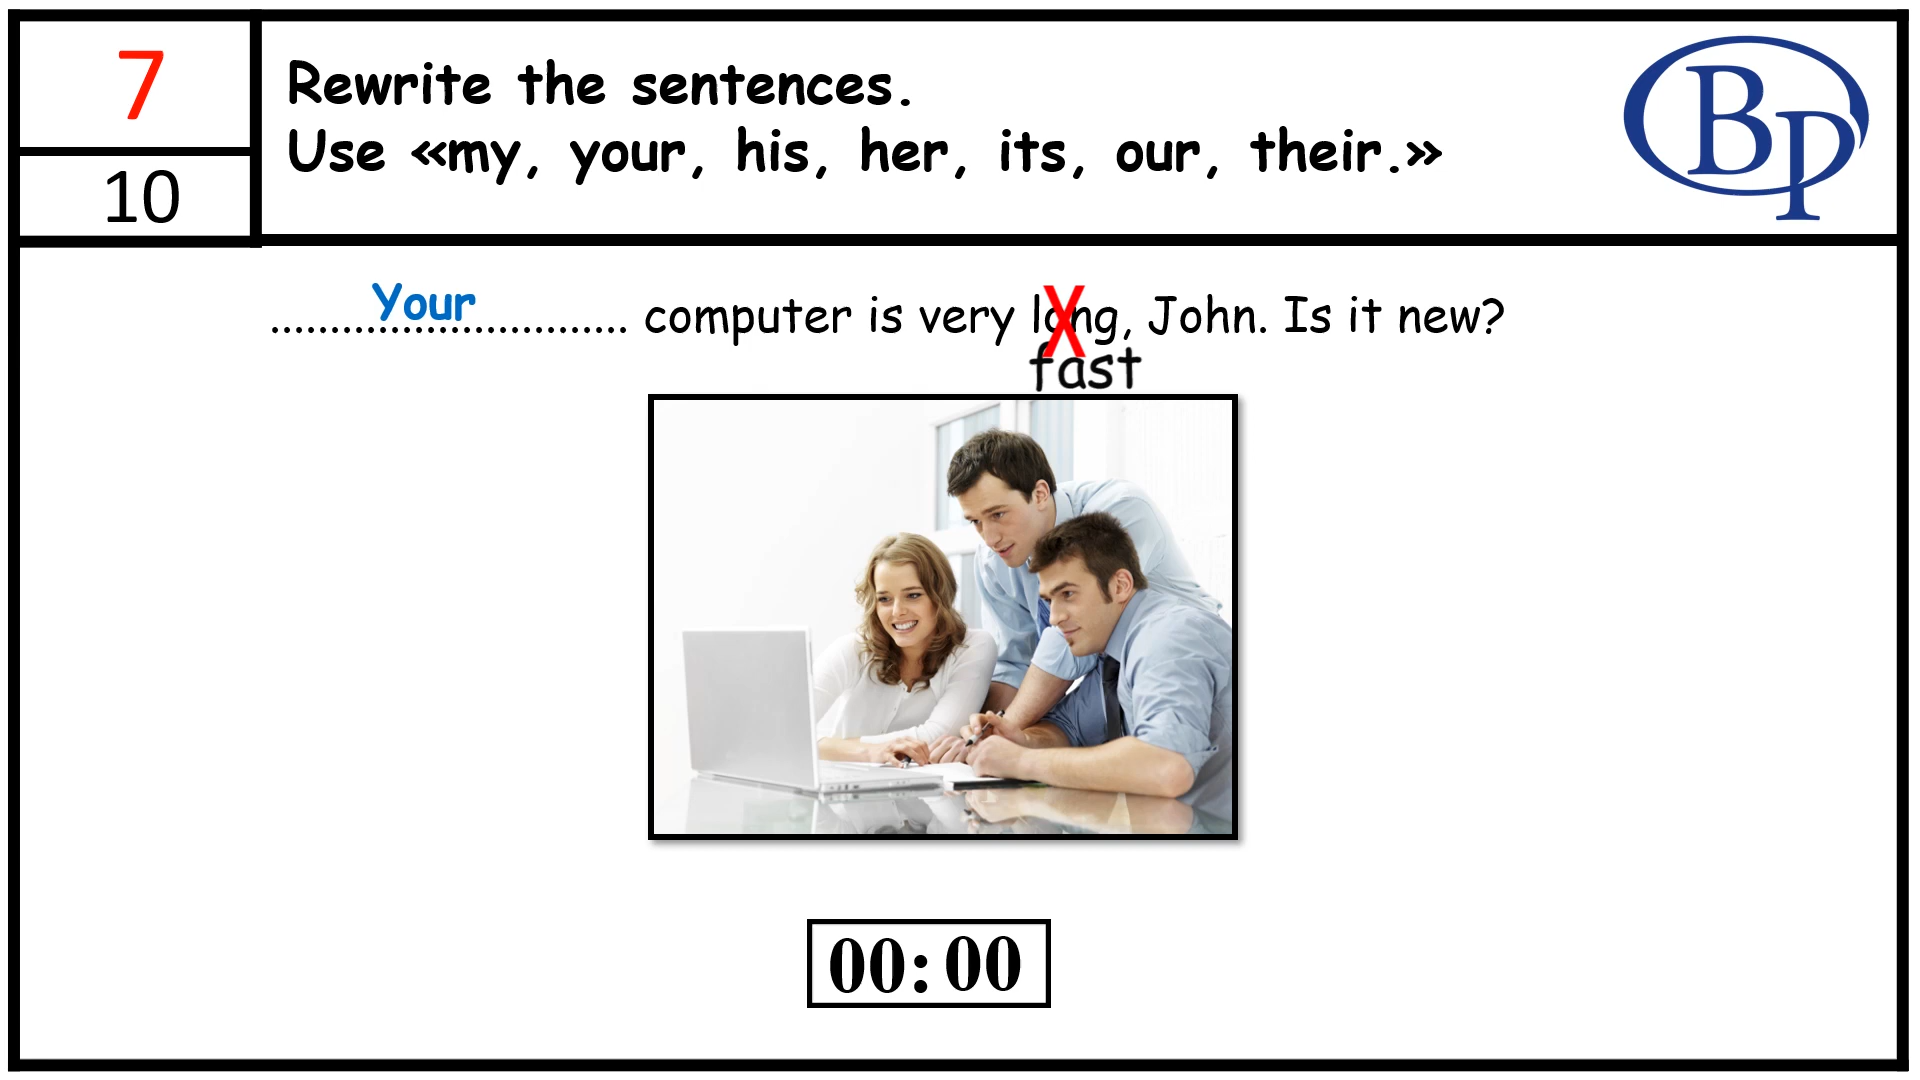 7
10
Rewrite the sentences.
Use «my, your, his, her, its, our, their.»
BP
Your
.............................. computer is very long, John. Is it new?
X
fast
00:00